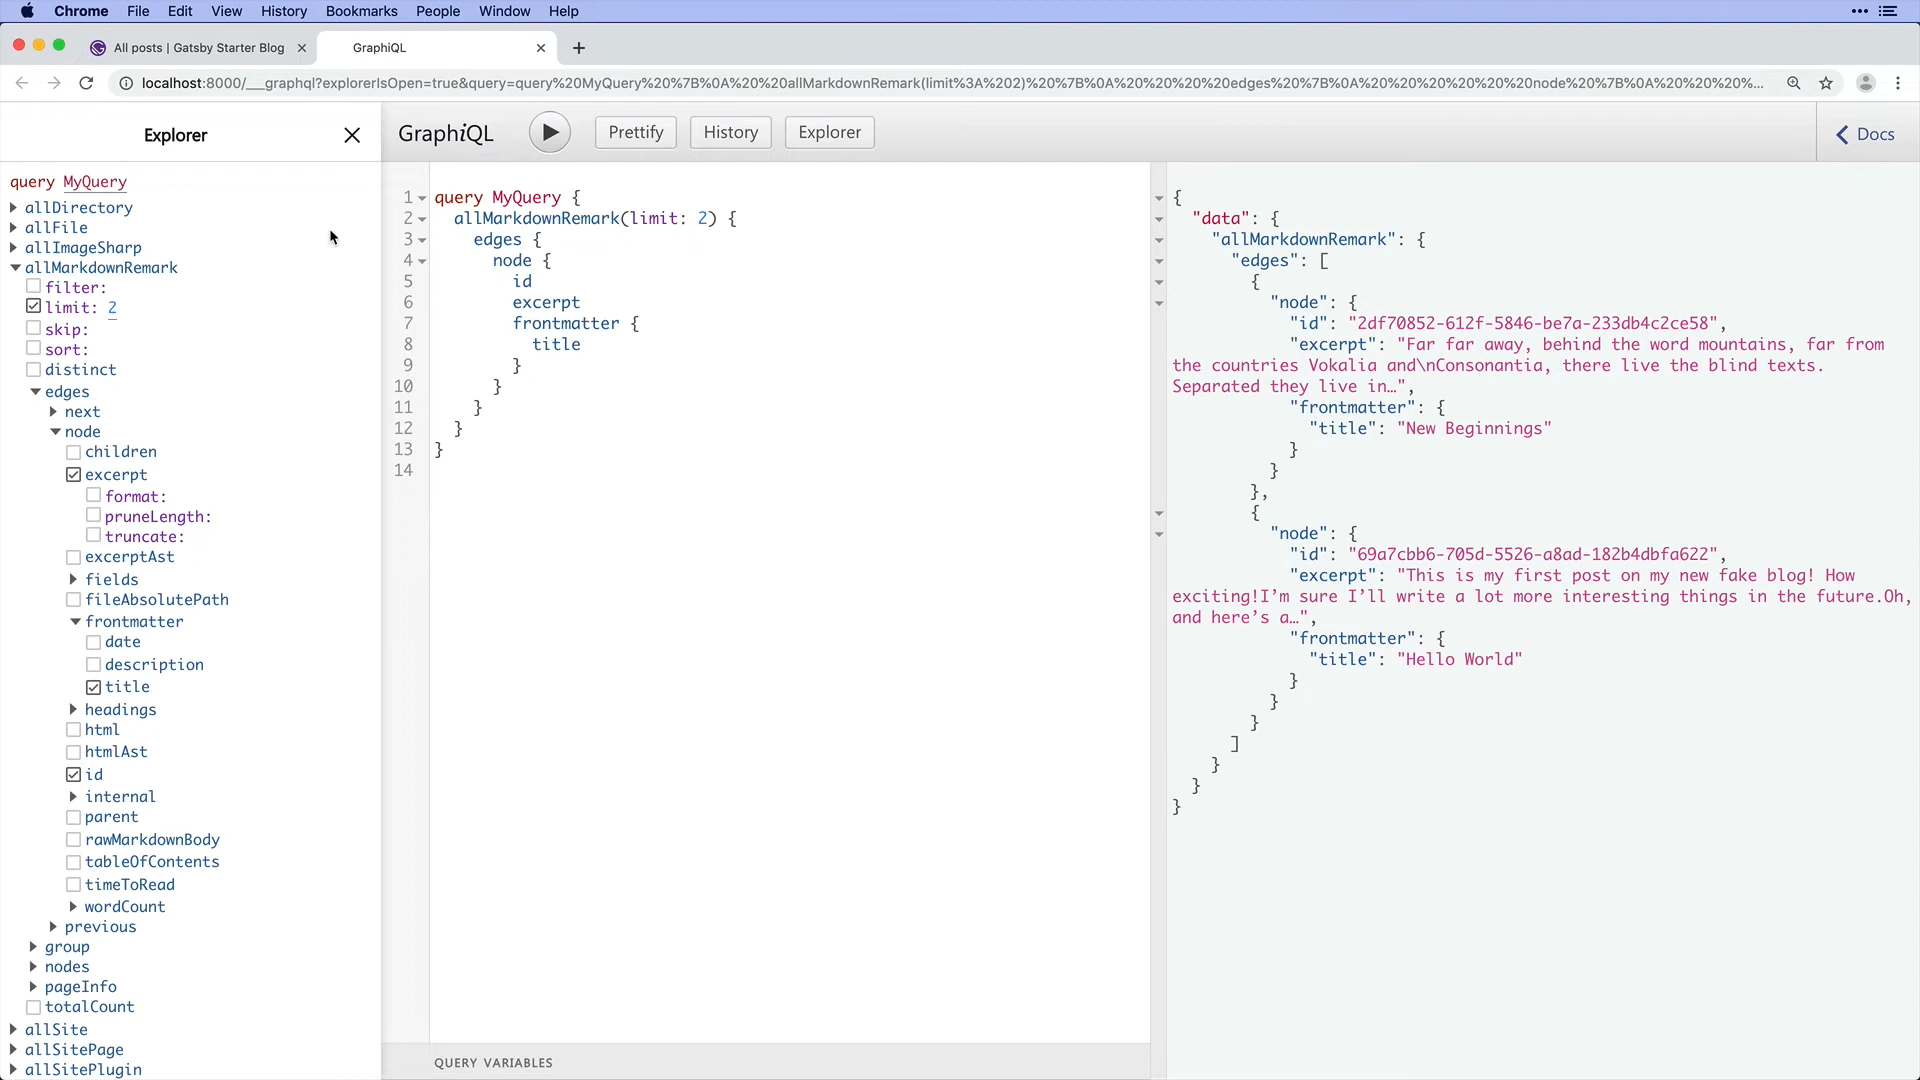 Chrome File Edit View History Bookmarks People Window Help
All posts | Gatsby Starter Blog
GraphiQL
localhost:8000/___graphql?explorerIsOpen=true&query=query%20MyQuery%20%7B%0A%20%20allMarkdownRemark(limit%3A%202)%20%7B%0A%20%20%20%20edges%20%7B%0A%20%20%20%20%20%20node%20%7B%0A%20%20%20%20%...
Explorer
GraphiQL
Prettify
History
Explorer
Docs
query MyQuery
allDirectory
allFile
allImageSharp
allMarkdownRemark
filter:
limit: 2
skip:
sort:
distinct
edges
next
node
children
excerpt
format:
pruneLength:
truncate:
excerptAst
fields
fileAbsolutePath
frontmatter
date
description
title
headings
html
htmlAst
id
internal
parent
rawMarkdownBody
tableOfContents
timeToRead
wordCount
previous
group
nodes
pageInfo
totalCount
allSite
allSitePage
allSitePlugin
1 query MyQuery {
2 allMarkdownRemark(limit: 2) {
3 edges {
4 node {
5 id
6 excerpt
7 frontmatter {
8 title
9 }
10 }
11 }
12 }
13 }
14
QUERY VARIABLES
{
"data": {
"allMarkdownRemark": {
"edges": [
{
"node": {
"id": "2df70852-612f-5846-be7a-233db4c2ce58",
"excerpt": "Far far away, behind the word mountains, far from
the countries Vokalia and\nConsonantia, there live the blind texts.
Separated they live in…",
"frontmatter": {
"title": "New Beginnings"
}
}
},
{
"node": {
"id": "69a7cbb6-705d-5526-a8ad-182b4dbfa622",
"excerpt": "This is my first post on my new fake blog! How
exciting!I’m sure I’ll write a lot more interesting things in the future.Oh,
and here’s a…",
"frontmatter": {
"title": "Hello World"
}
}
}
]
}
}
}